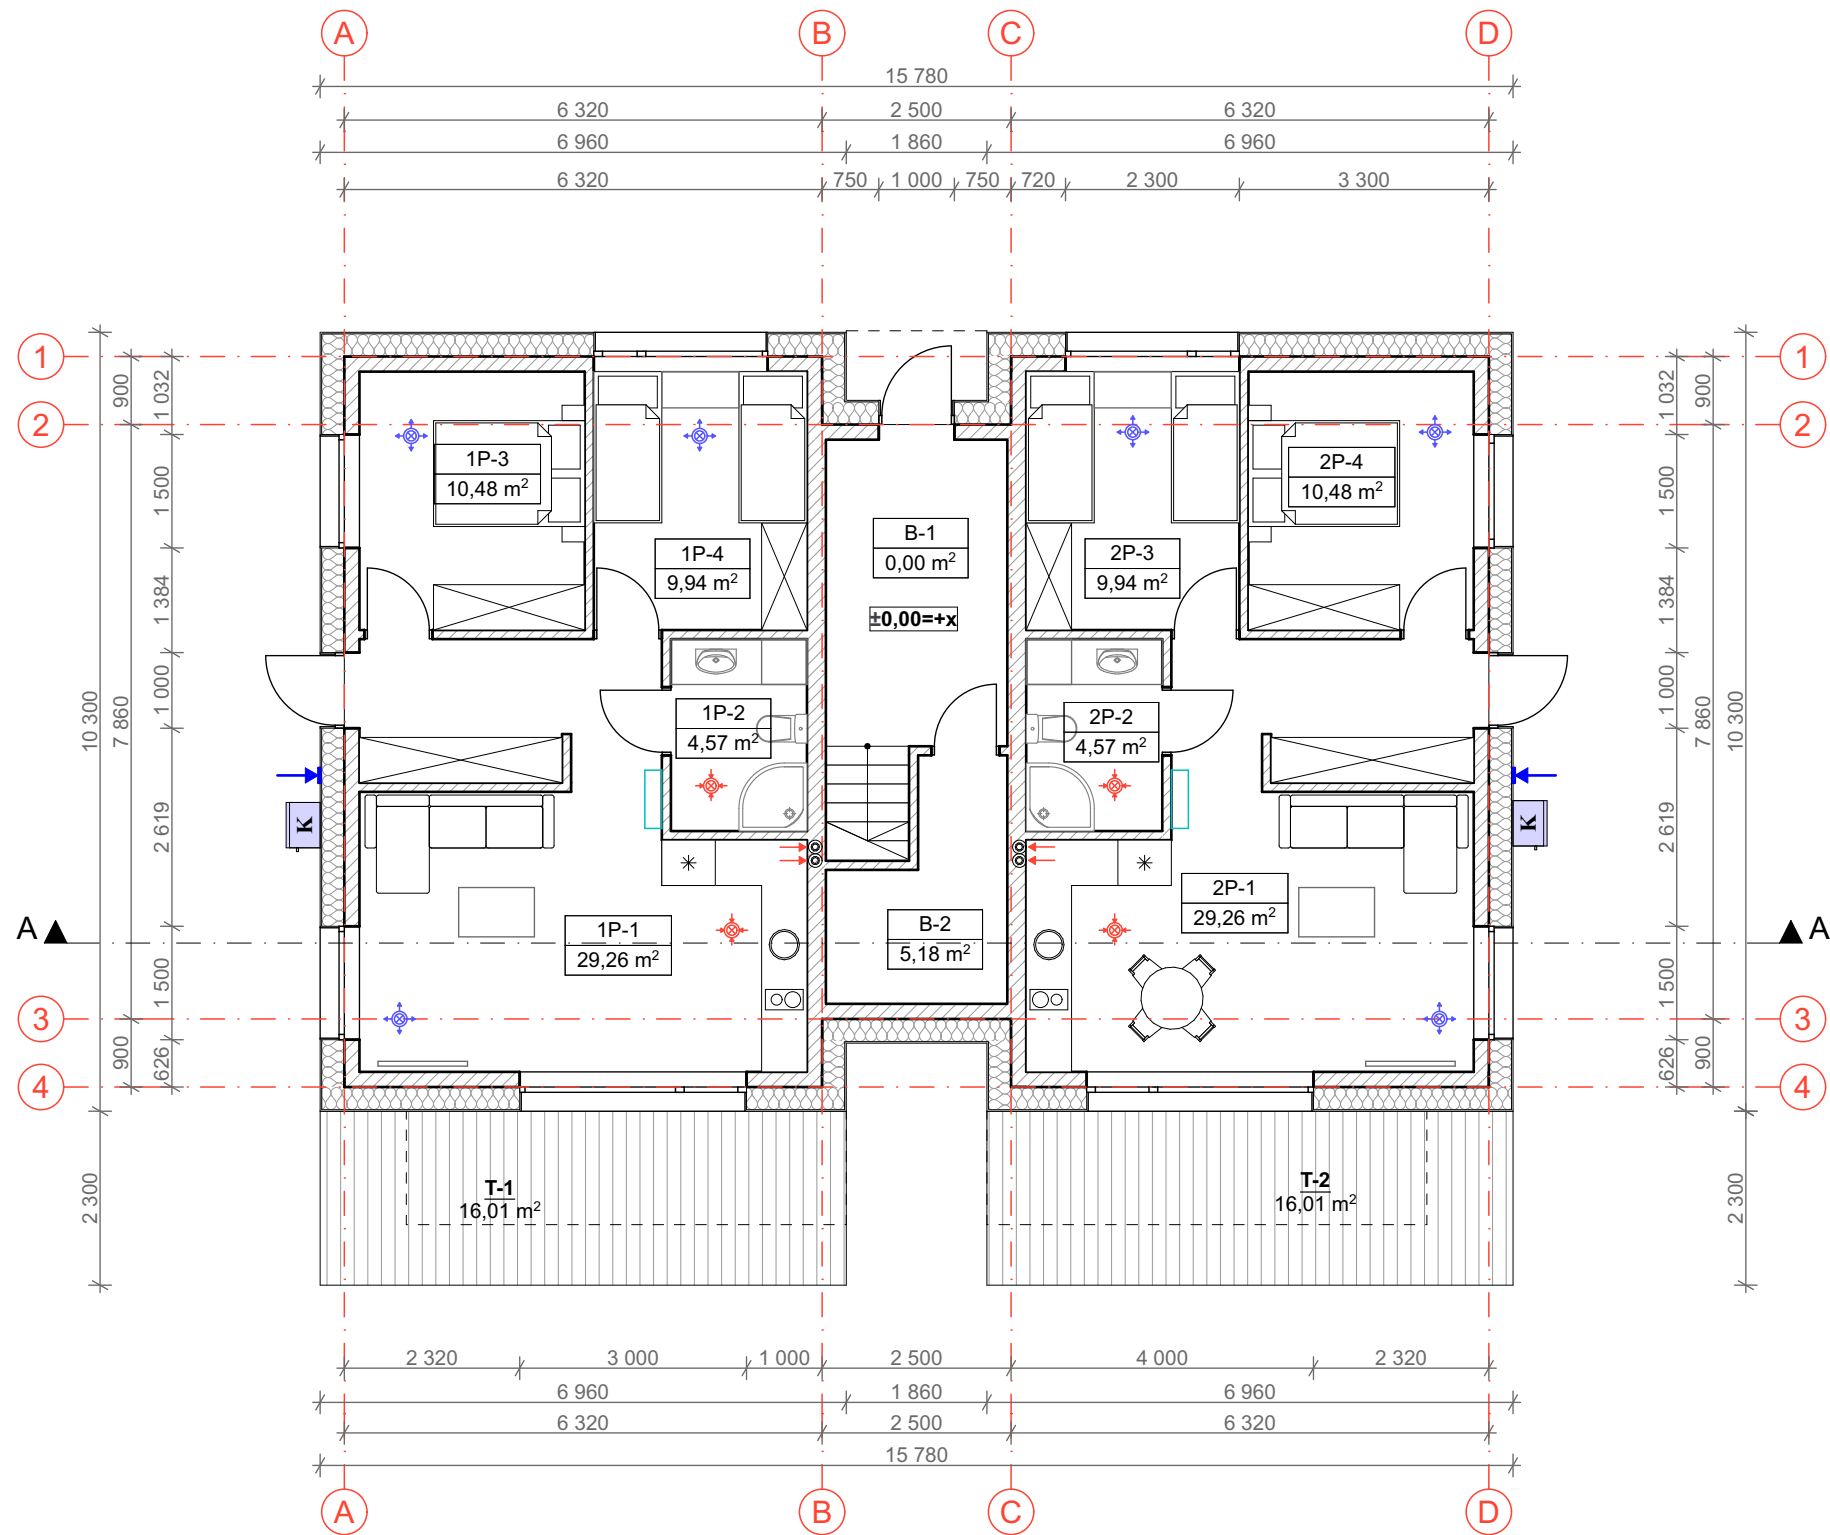 A B C D
15 780
6 320 2 500 6 320
6 960 1 860 6 960
6 320 750 1 000 750 720 2 300 3 300
1 1
2 2
900 1 032 1 032 900
1P-3
10,48 m²
1P-4
9,94 m²
B-1
0,00 m²
2P-3
9,94 m²
2P-4
10,48 m²
1 500 1 500
±0,00=+x
1 384 1 384
1P-2
4,57 m²
2P-2
4,57 m²
10 300 7 860 1 000 1 000 7 860 10 300
K K
2 619 2 619
1P-1
29,26 m²
B-2
5,18 m²
2P-1
29,26 m²
A A
1 500 1 500
3 3
900 626 626 900
4 4
2 300 2 300
T-1
16,01 m²
T-2
16,01 m²
2 320 3 000 1 000 2 500 4 000 2 320
6 960 1 860 6 960
6 320 2 500 6 320
15 780
A B C D